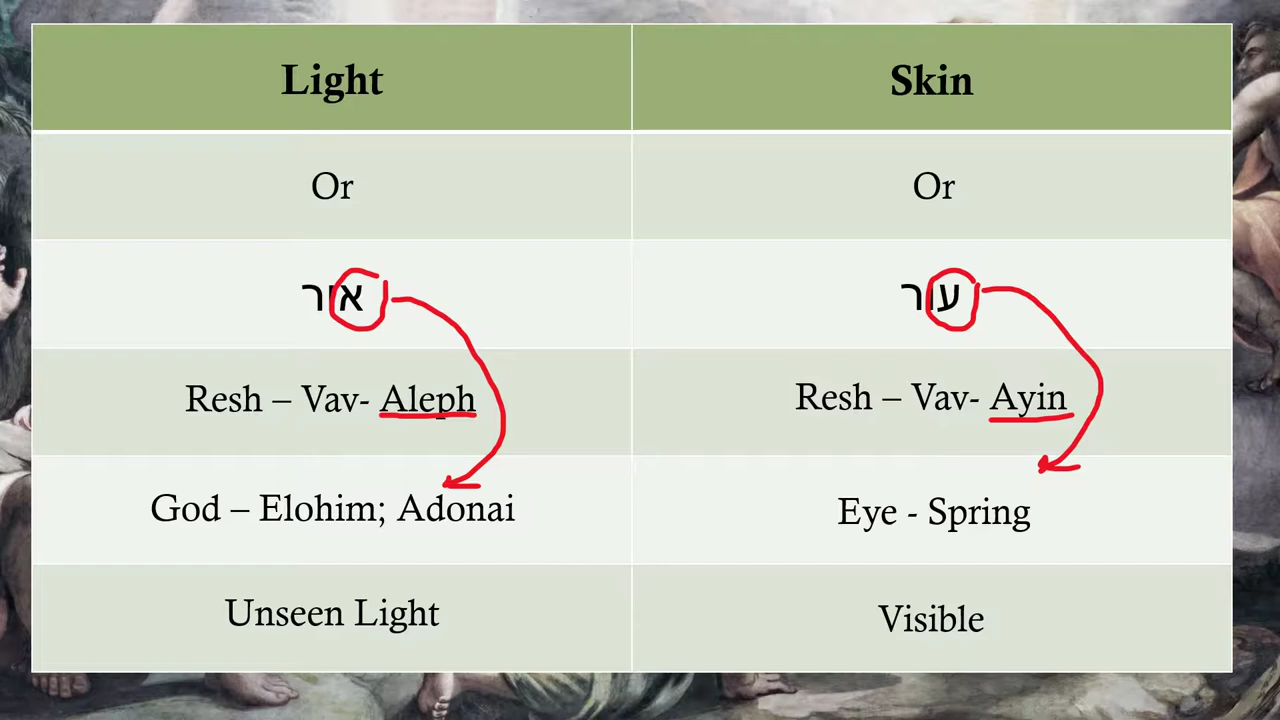 Light
Skin
Or
Or
אור
עור
Resh – Vav- Aleph
Resh – Vav- Ayin
God – Elohim; Adonai
Eye - Spring
Unseen Light
Visible